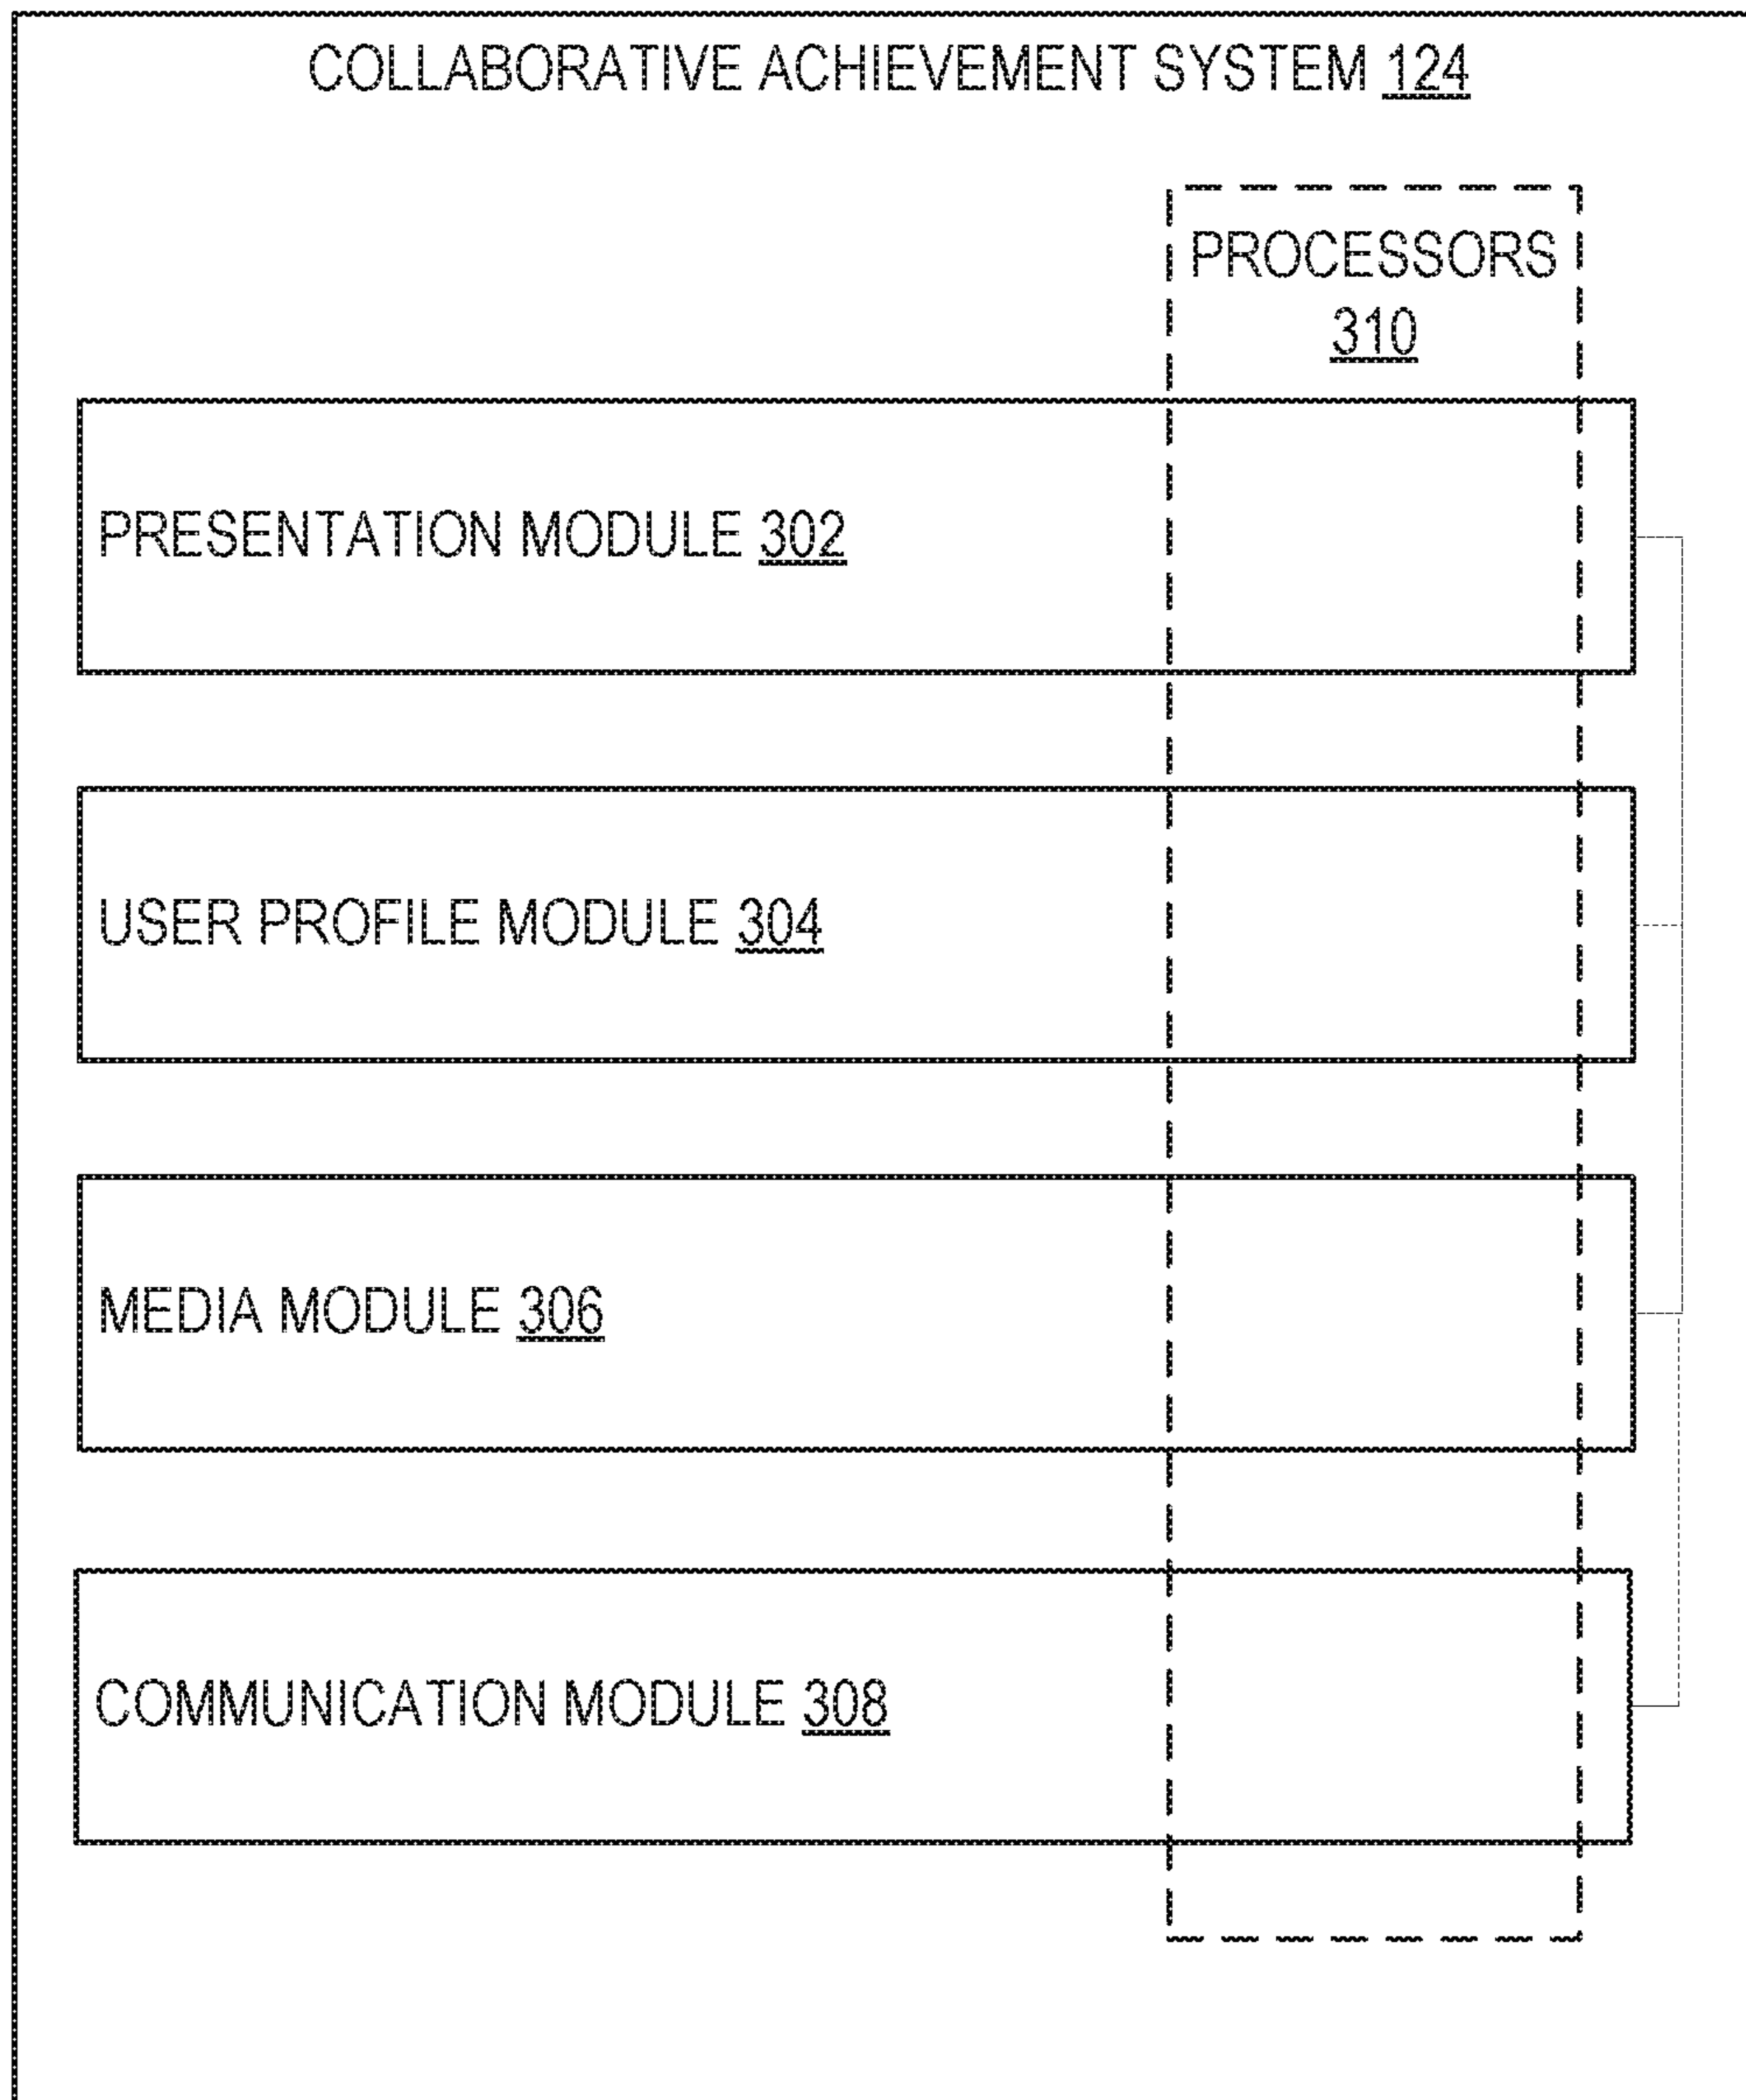 COLLABORATIVE ACHIEVEMENT SYSTEM 124
PROCESSORS
310
PRESENTATION MODULE 302
USER PROFILE MODULE 304
MEDIA MODULE 306
COMMUNICATION MODULE 308